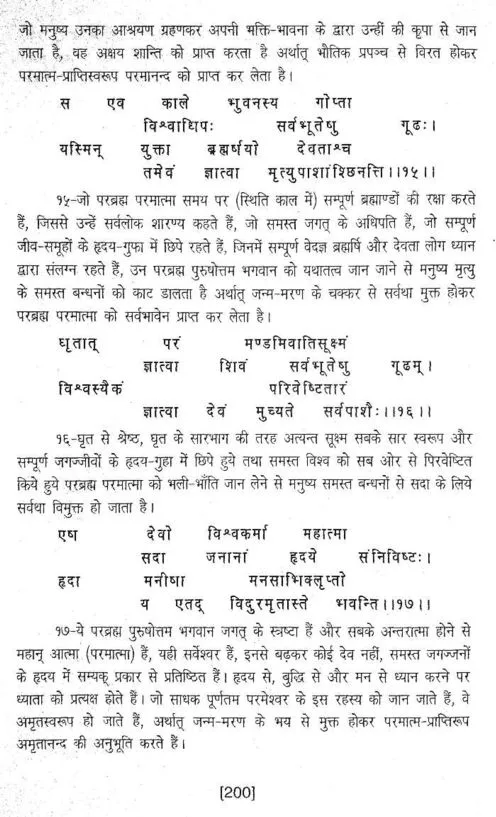 जो मनुष्य उनका आश्रयण ग्रहणकर अपनी भक्ति-भावना के द्वारा उन्हीं की कृपा से जान
जाता है, वह अक्षय शान्ति को प्राप्त करता है अर्थात् भौतिक प्रपञ्च से विरत होकर
परमात्म-प्राप्तिस्वरूप परमानन्द को प्राप्त कर लेता है।
स एव काले भुवनस्य गोप्ता
विश्वाधिपः सर्वभूतेषु गूढः।
यस्मिन् युक्ता ब्रह्मर्षयो देवताश्च
तमेवं ज्ञात्वा मृत्युपाशांश्छिनत्ति।।१५।।
१५-जो परब्रह्म परमात्मा समय पर (स्थिति काल में) सम्पूर्ण ब्रह्माण्डों की रक्षा करते
हैं, जिससे उन्हें सर्वलोक शारण्य कहते हैं, जो समस्त जगत् के अधिपति हैं, जो सम्पूर्ण
जीव-समूहों के हृदय-गुफा में छिपे रहते हैं, जिनमें सम्पूर्ण वेदज्ञ ब्रह्मर्षि और देवता लोग ध्यान
द्वारा संलग्न रहते हैं, उन परब्रह्म पुरुषोत्तम भगवान को यथातत्व जान जाने से मनुष्य मृत्यु
के समस्त बन्धनों को काट डालता है अर्थात् जन्म-मरण के चक्कर से सर्वथा मुक्त होकर
परब्रह्म परमात्मा को सर्वभावेन प्राप्त कर लेता है।
घृतात् परं मण्डमिवातिसूक्ष्मं
ज्ञात्वा शिवं सर्वभूतेषु गूढम्।
विश्वस्यैकं परिवेष्टितारं
ज्ञात्वा देवं मुच्यते सर्वपाशैः।।१६।।
१६-घृत से श्रेष्ठ, घृत के सारभाग की तरह अत्यन्त सूक्ष्म सबके सार स्वरूप और
सम्पूर्ण जगज्जीवों के हृदय-गुहा में छिपे हुये तथा समस्त विश्व को सब ओर से पिरवेष्टित
किये हुये परब्रह्म परमात्मा को भली-भाँति जान लेने से मनुष्य समस्त बन्धनों से सदा के लिये
सर्वथा विमुक्त हो जाता है।
एष देवो विश्वकर्मा महात्मा
सदा जनानां हृदये संनिविष्टः।
हृदा मनीषा मनसाभिक्लृप्तो
य एतद् विदुरमृतास्ते भवन्ति।।१७।।
१७-ये परब्रह्म पुरुषोत्तम भगवान जगत् के स्त्रष्टा हैं और सबके अन्तरात्मा होने से
महान् आत्मा (परमात्मा) हैं, यही सर्वेश्वर हैं, इनसे बढ़कर कोई देव नहीं, समस्त जगज्जनों
के हृदय में सम्यक् प्रकार से प्रतिष्ठित हैं। हृदय से, बुद्धि से और मन से ध्यान करने पर
ध्याता को प्रत्यक्ष होते हैं। जो साधक पूर्णतम परमेश्वर के इस रहस्य को जान जाते हैं, वे
अमृतस्वरूप हो जाते हैं, अर्थात् जन्म-मरण के भय से मुक्त होकर परमात्म-प्राप्तिरूप
अमृतानन्द की अनुभूति करते हैं।
[200]